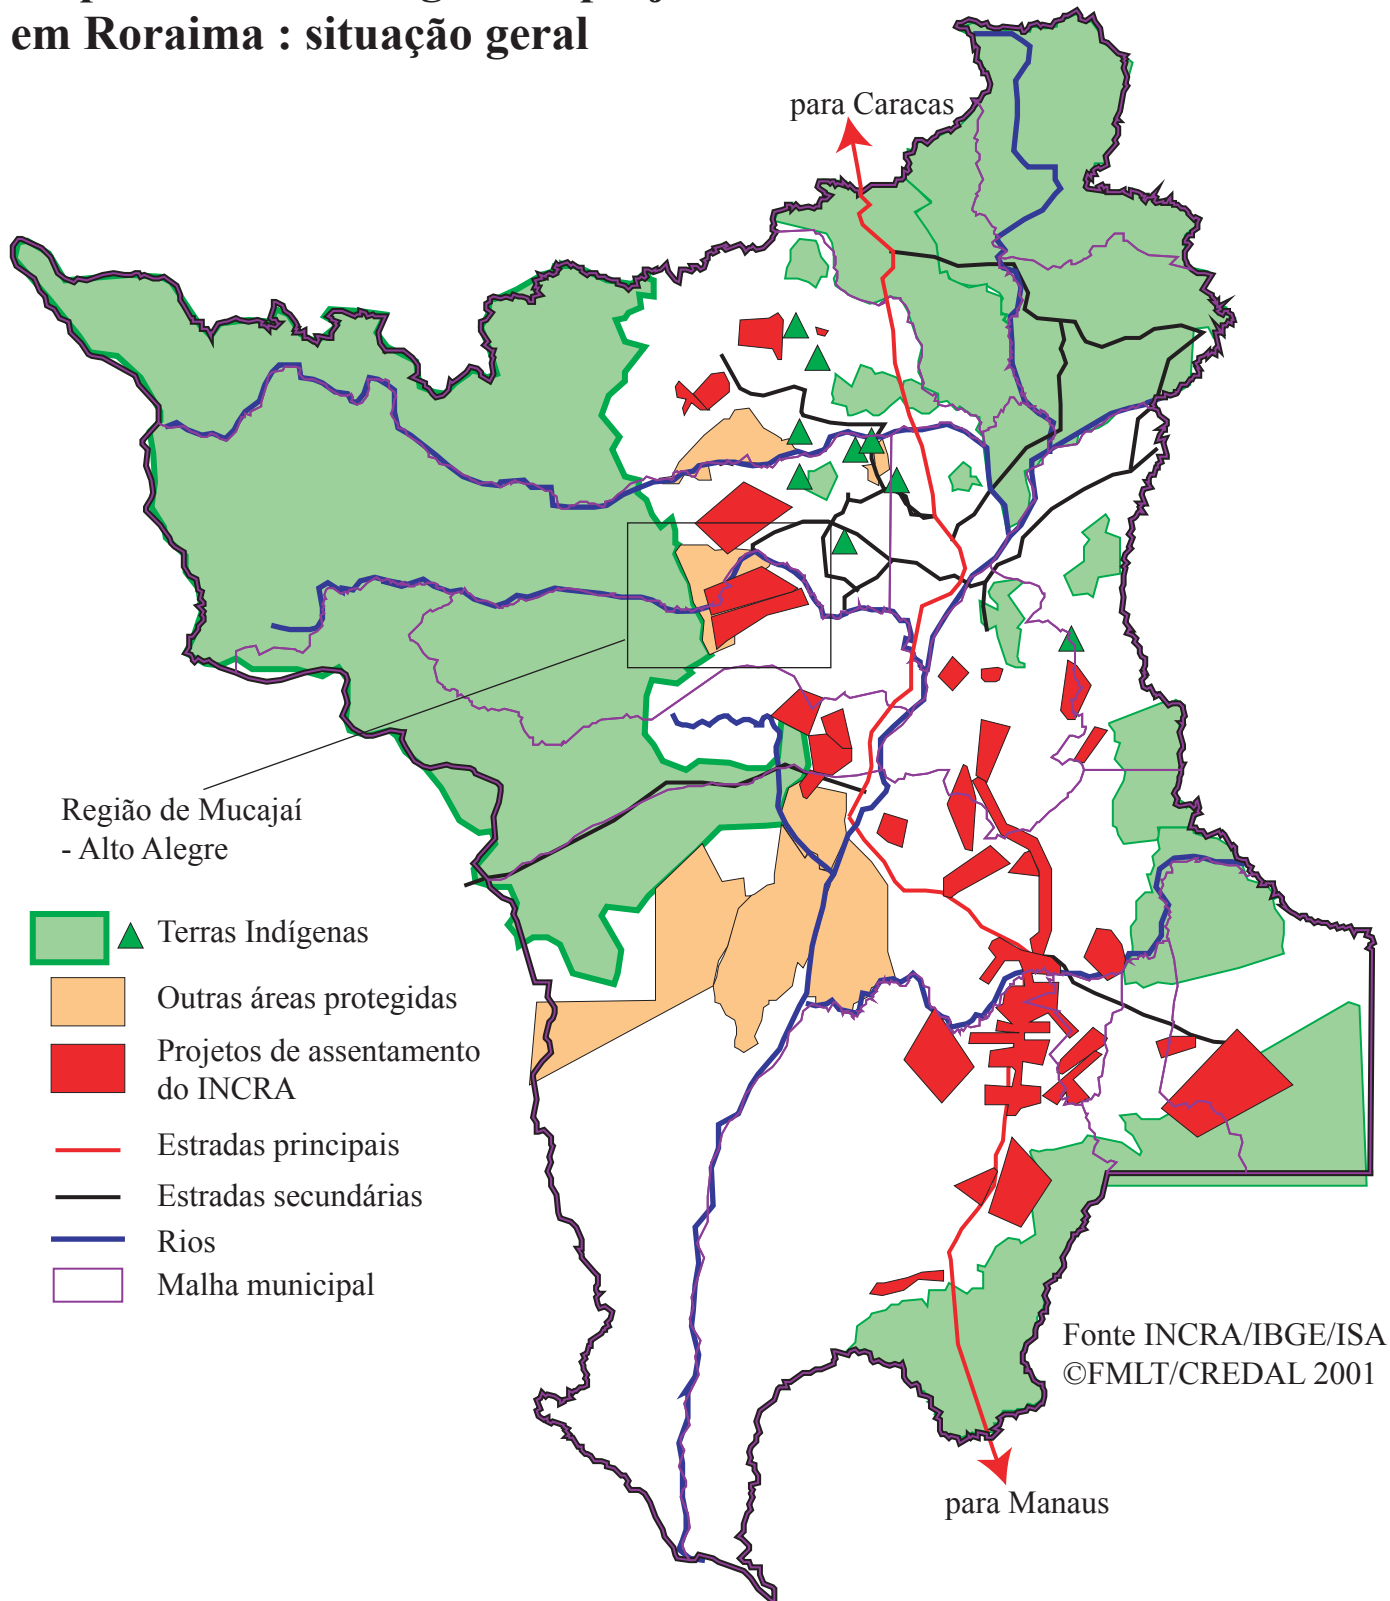 em Roraima : situação geral
para Caracas
Região de Mucajaí
- Alto Alegre
Terras Indígenas
Outras áreas protegidas
Projetos de assentamento
do INCRA
Estradas principais
Estradas secundárias
Rios
Malha municipal
Fonte INCRA/IBGE/ISA
©FMLT/CREDAL 2001
para Manaus